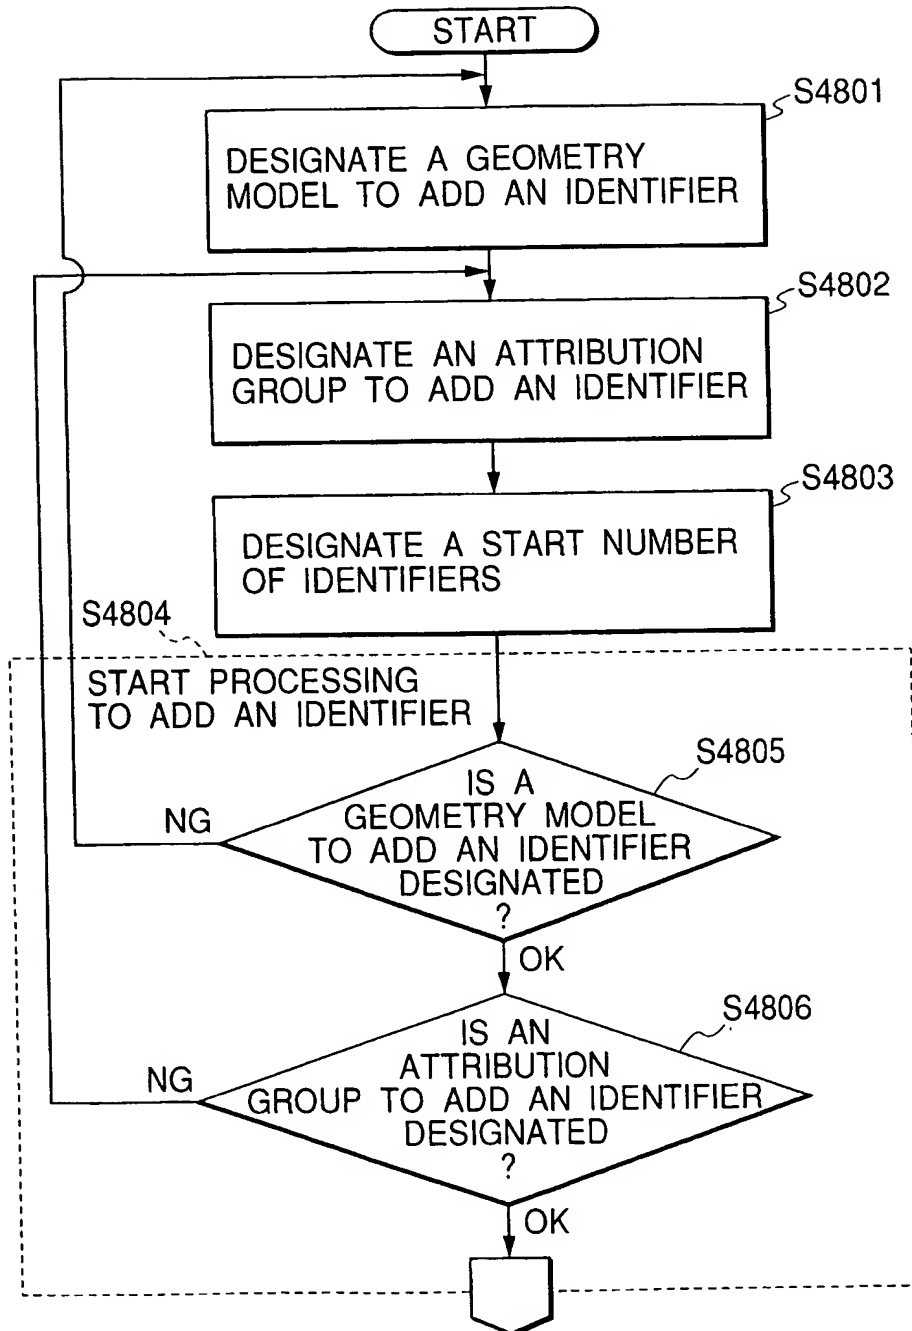 START
S4801
DESIGNATE A GEOMETRY
MODEL TO ADD AN IDENTIFIER
S4802
DESIGNATE AN ATTRIBUTION
GROUP TO ADD AN IDENTIFIER
S4803
DESIGNATE A START NUMBER
OF IDENTIFIERS
S4804
START PROCESSING
TO ADD AN IDENTIFIER
S4805
IS A
GEOMETRY MODEL
TO ADD AN IDENTIFIER
DESIGNATED
?
NG
OK
S4806
IS AN
ATTRIBUTION
GROUP TO ADD AN IDENTIFIER
DESIGNATED
?
NG
OK